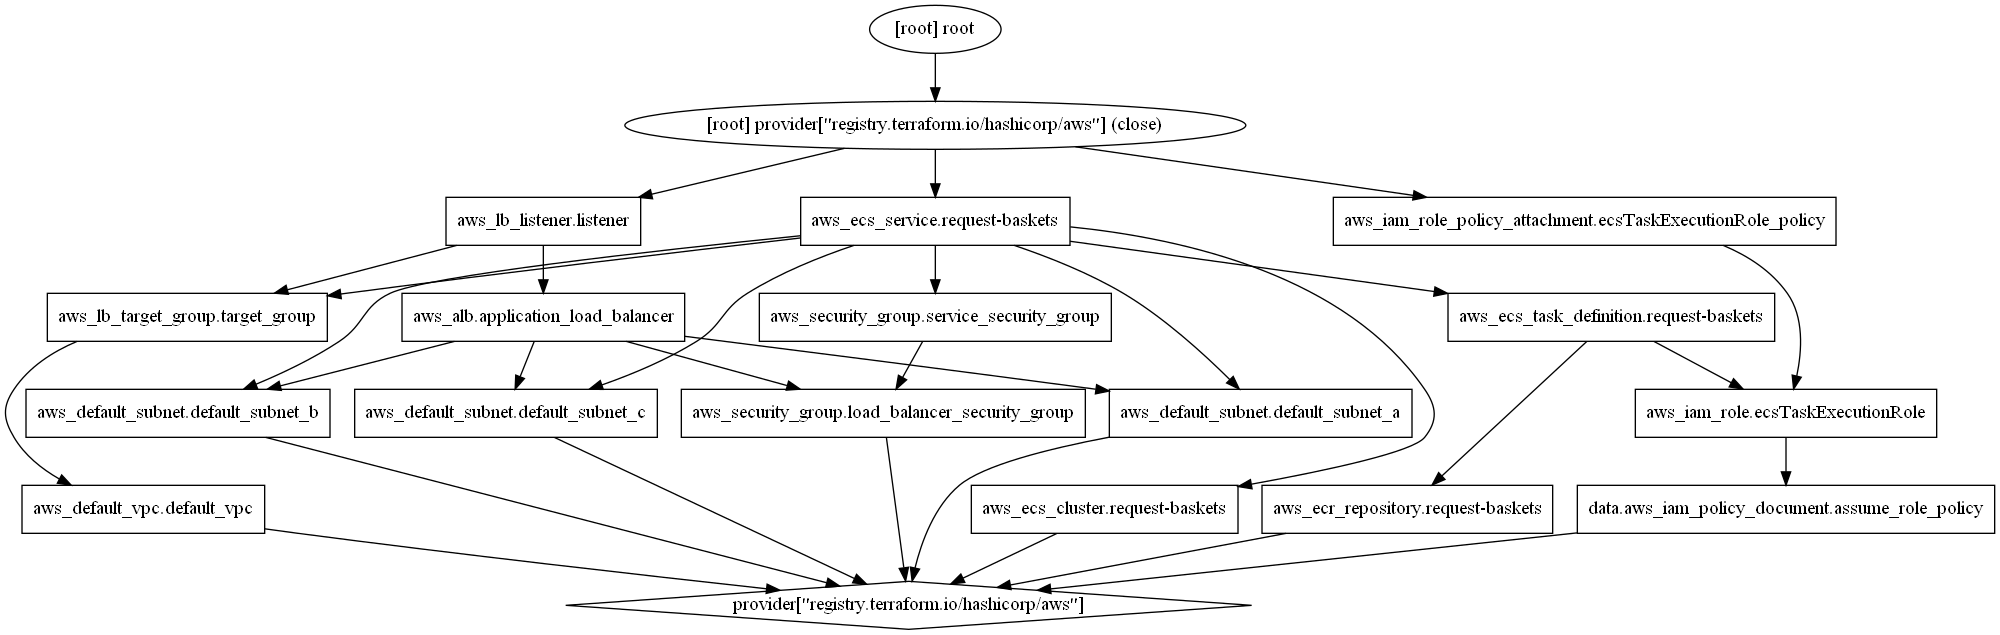 [root] root
[root] provider["registry.terraform.io/hashicorp/aws"] (close)
aws_lb_listener.listener
aws_ecs_service.request-baskets
aws_iam_role_policy_attachment.ecsTaskExecutionRole_policy
aws_lb_target_group.target_group
aws_alb.application_load_balancer
aws_security_group.service_security_group
aws_ecs_task_definition.request-baskets
aws_default_subnet.default_subnet_b
aws_default_subnet.default_subnet_c
aws_security_group.load_balancer_security_group
aws_default_subnet.default_subnet_a
aws_iam_role.ecsTaskExecutionRole
aws_default_vpc.default_vpc
aws_ecs_cluster.request-baskets
aws_ecr_repository.request-baskets
data.aws_iam_policy_document.assume_role_policy
provider["registry.terraform.io/hashicorp/aws"]